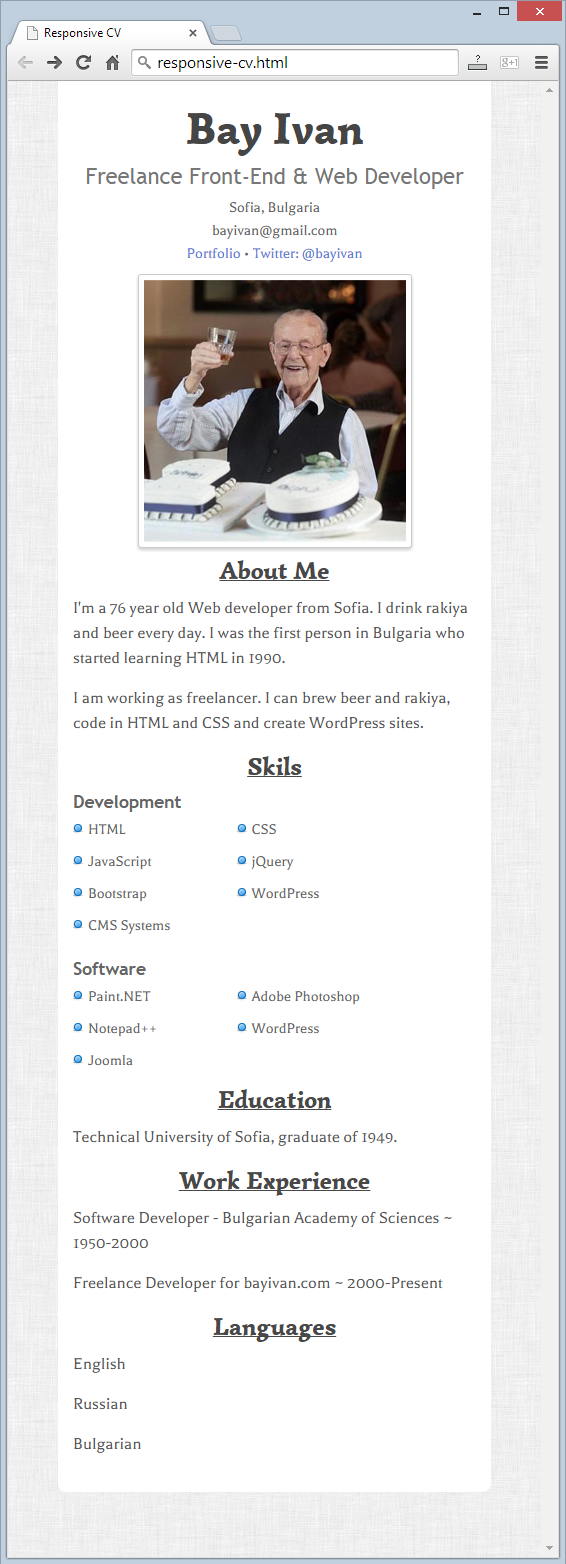 Responsive CV
responsive-cv.html
Bay Ivan
Freelance Front-End & Web Developer
Sofia, Bulgaria
bayivan@gmail.com
Portfolio • Twitter: @bayivan
About Me
I'm a 76 year old Web developer from Sofia. I drink rakiya
and beer every day. I was the first person in Bulgaria who
started learning HTML in 1990.
I am working as freelancer. I can brew beer and rakiya,
code in HTML and CSS and create WordPress sites.
Skils
Development
HTML CSS
JavaScript jQuery
Bootstrap WordPress
CMS Systems
Software
Paint.NET Adobe Photoshop
Notepad++ WordPress
Joomla
Education
Technical University of Sofia, graduate of 1949.
Work Experience
Software Developer - Bulgarian Academy of Sciences ~
1950-2000
Freelance Developer for bayivan.com ~ 2000-Present
Languages
English
Russian
Bulgarian